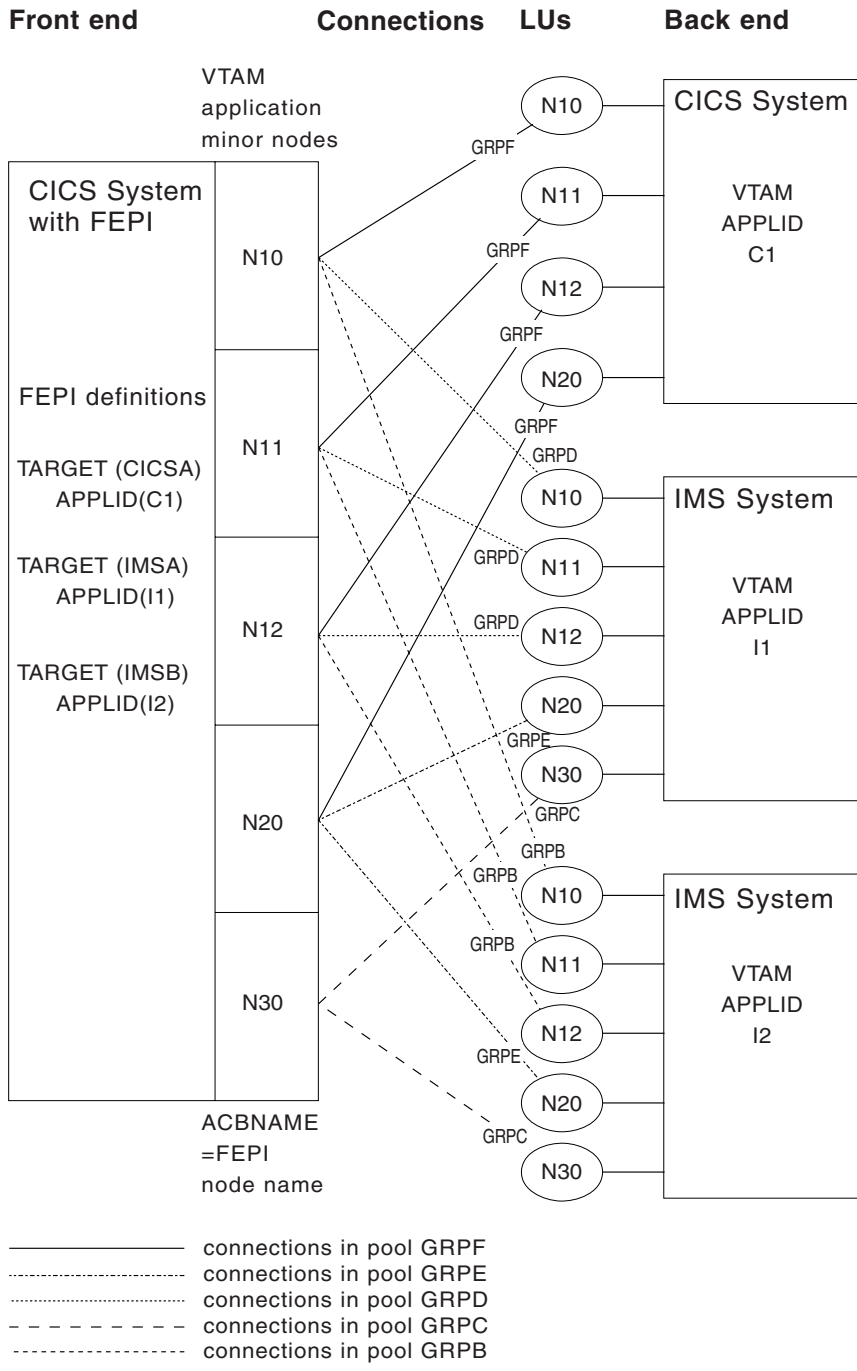 Front end
Connections
LUs
Back end
VTAM
application
minor nodes
CICS System
with FEPI
FEPI definitions
TARGET (CICSA)
APPLID(C1)
TARGET (IMSA)
APPLID(I1)
TARGET (IMSB)
APPLID(I2)
N10
N11
N12
N20
N30
ACBNAME
=FEPI
node name
GRPF
GRPF
GRPF
GRPF
GRPD
GRPD
GRPD
GRPE
GRPC
GRPB
GRPB
GRPB
GRPE
GRPC
N10
N11
N12
N20
CICS System
VTAM
APPLID
C1
N10
N11
N12
N20
N30
IMS System
VTAM
APPLID
I1
N10
N11
N12
N20
N30
IMS System
VTAM
APPLID
I2
connections in pool GRPF
connections in pool GRPE
connections in pool GRPD
connections in pool GRPC
connections in pool GRPB